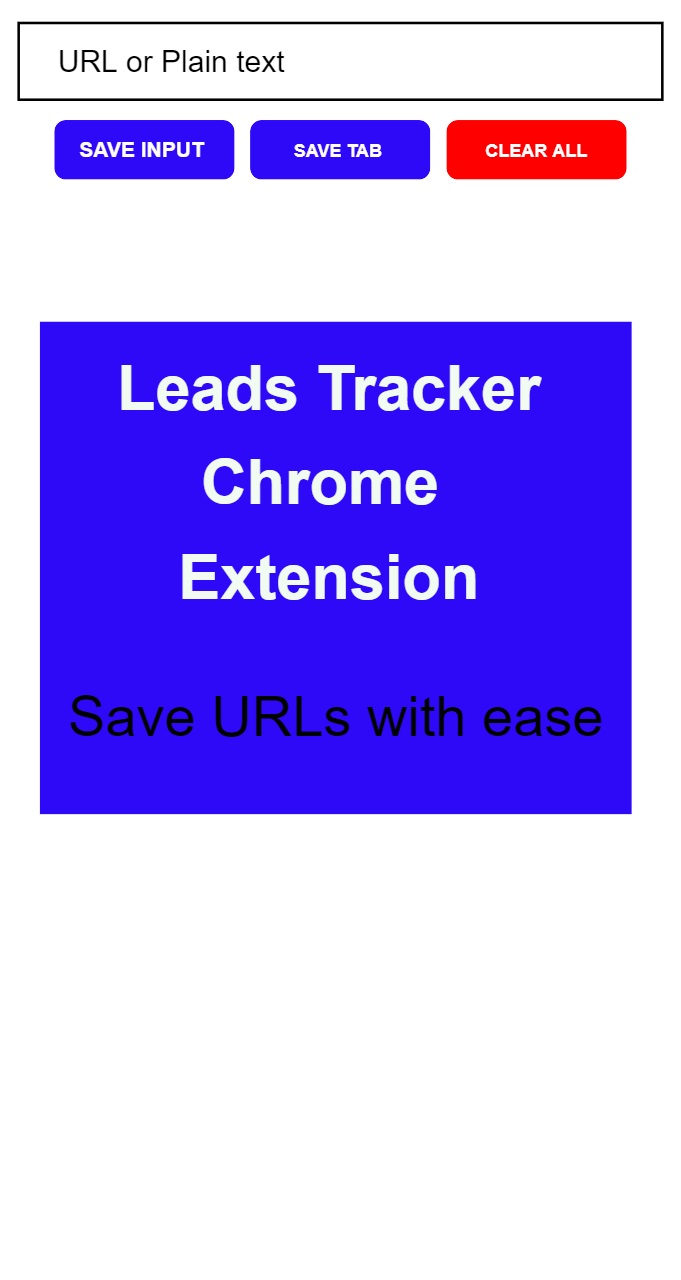 URL or Plain text
SAVE INPUT SAVE TAB CLEAR ALL
Leads Tracker
Chrome
Extension
Save URLs with ease